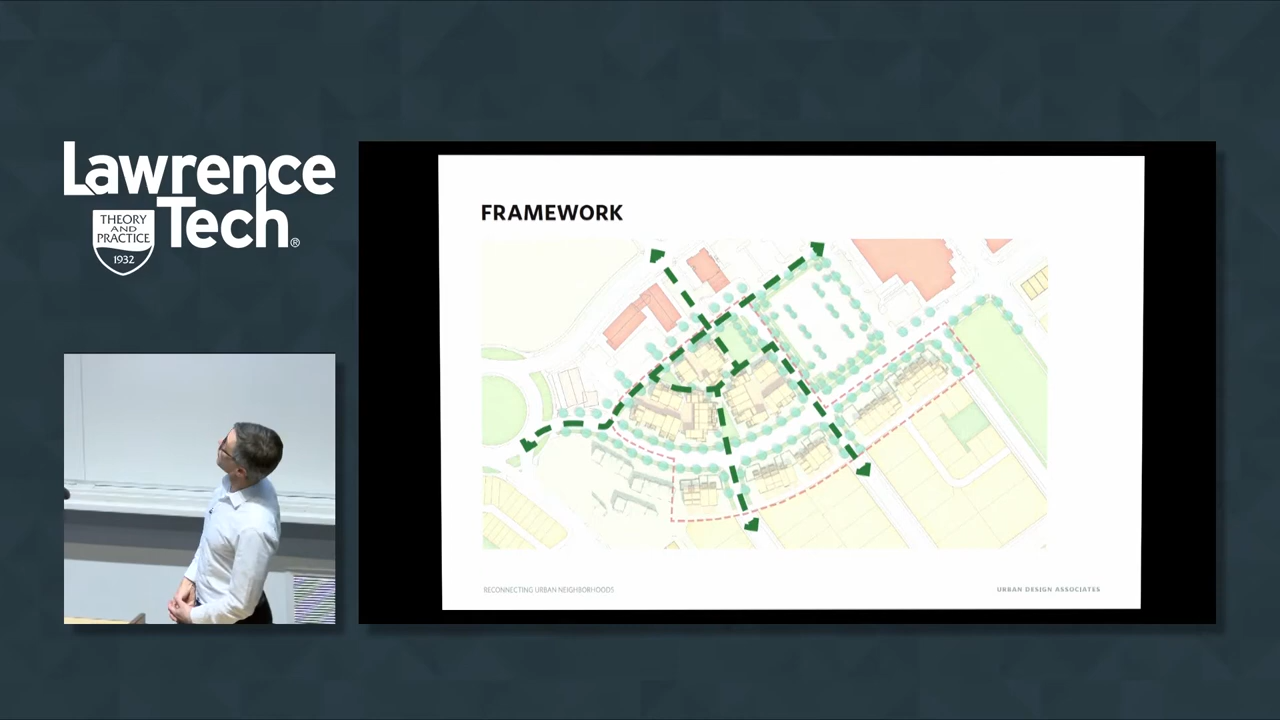 Lawrence
Tech®
THEORY
AND
PRACTICE
1932
FRAMEWORK
RECONNECTING URBAN NEIGHBORHOODS
URBAN DESIGN ASSOCIATES